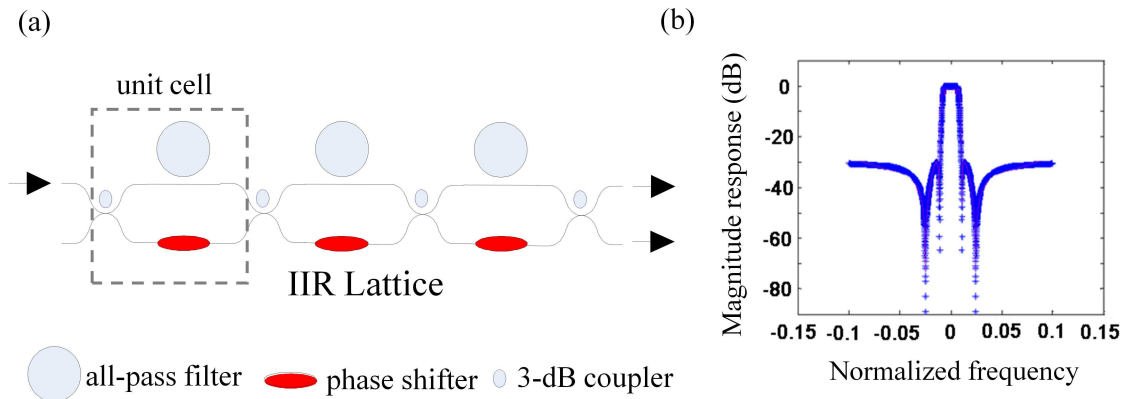 (a)
unit cell
IIR Lattice
all-pass filter
phase shifter
3-dB coupler
(b)
Magnitude response (dB)
0
-20
-40
-60
-80
-0.15 -0.1 -0.05 0 0.05 0.1 0.15
Normalized frequency